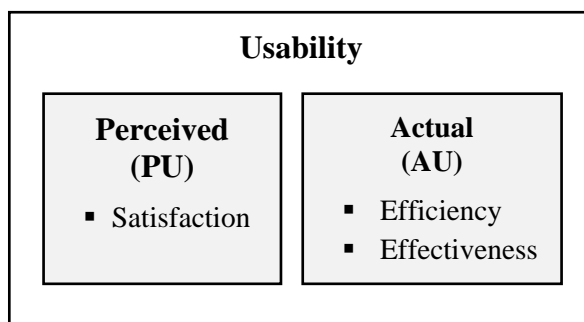 Usability
Perceived
(PU)
▪ Satisfaction
Actual
(AU)
▪ Efficiency
▪ Effectiveness